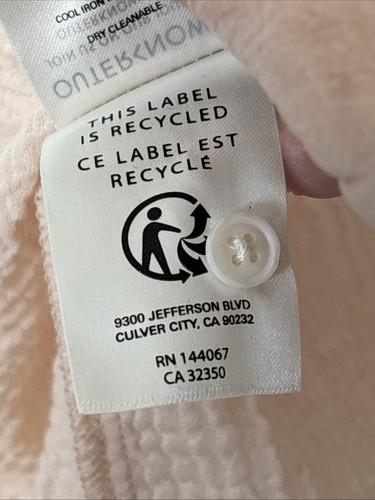 COOL IRON
DRY CLEANABLE
OUTERKNOWN
THIS LABEL
IS RECYCLED
CE LABEL EST
RECYCLÉ
9300 JEFFERSON BLVD
CULVER CITY, CA 90232
RN 144067
CA 32350